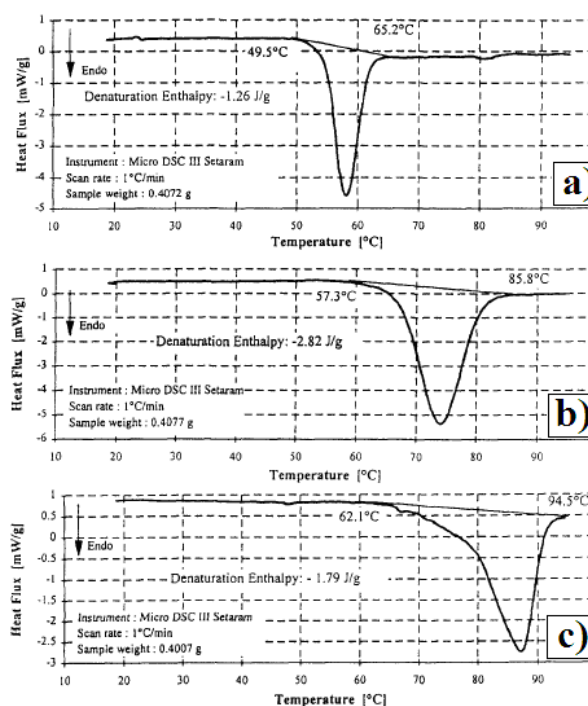 65.2°C
1
0
-1
-2
-3
-4
-5
Heat Flux [mW/g]
49.5°C
Endo
Denaturation Enthalpy: -1.26 J/g
Instrument : Micro DSC III Setaram
Scan rate : 1°C/min
Sample weight : 0.4072 g
a)
10 20 30 40 50 60 70 80 90
Temperature [°C]
1
0
-1
-2
-3
-4
-5
-6
Heat Flux [mW/g]
85.8°C
57.3°C
Endo
Denaturation Enthalpy: -2.82 J/g
Instrument : Micro DSC III Setaram
Scan rate : 1°C/min
Sample weight : 0.4077 g
b)
10 20 30 40 50 60 70 80 90
Temperature [°C]
1
0.5
0
-0.5
-1
-1.5
-2
-2.5
-3
Heat Flux [mW/g]
94.5°C
62.1°C
Endo
Denaturation Enthalpy: - 1.79 J/g
Instrument : Micro DSC III Setaram
Scan rate : 1°C/min
Sample weight : 0.4007 g
c)
10 20 30 40 50 60 70 80 90
Temperature [°C]